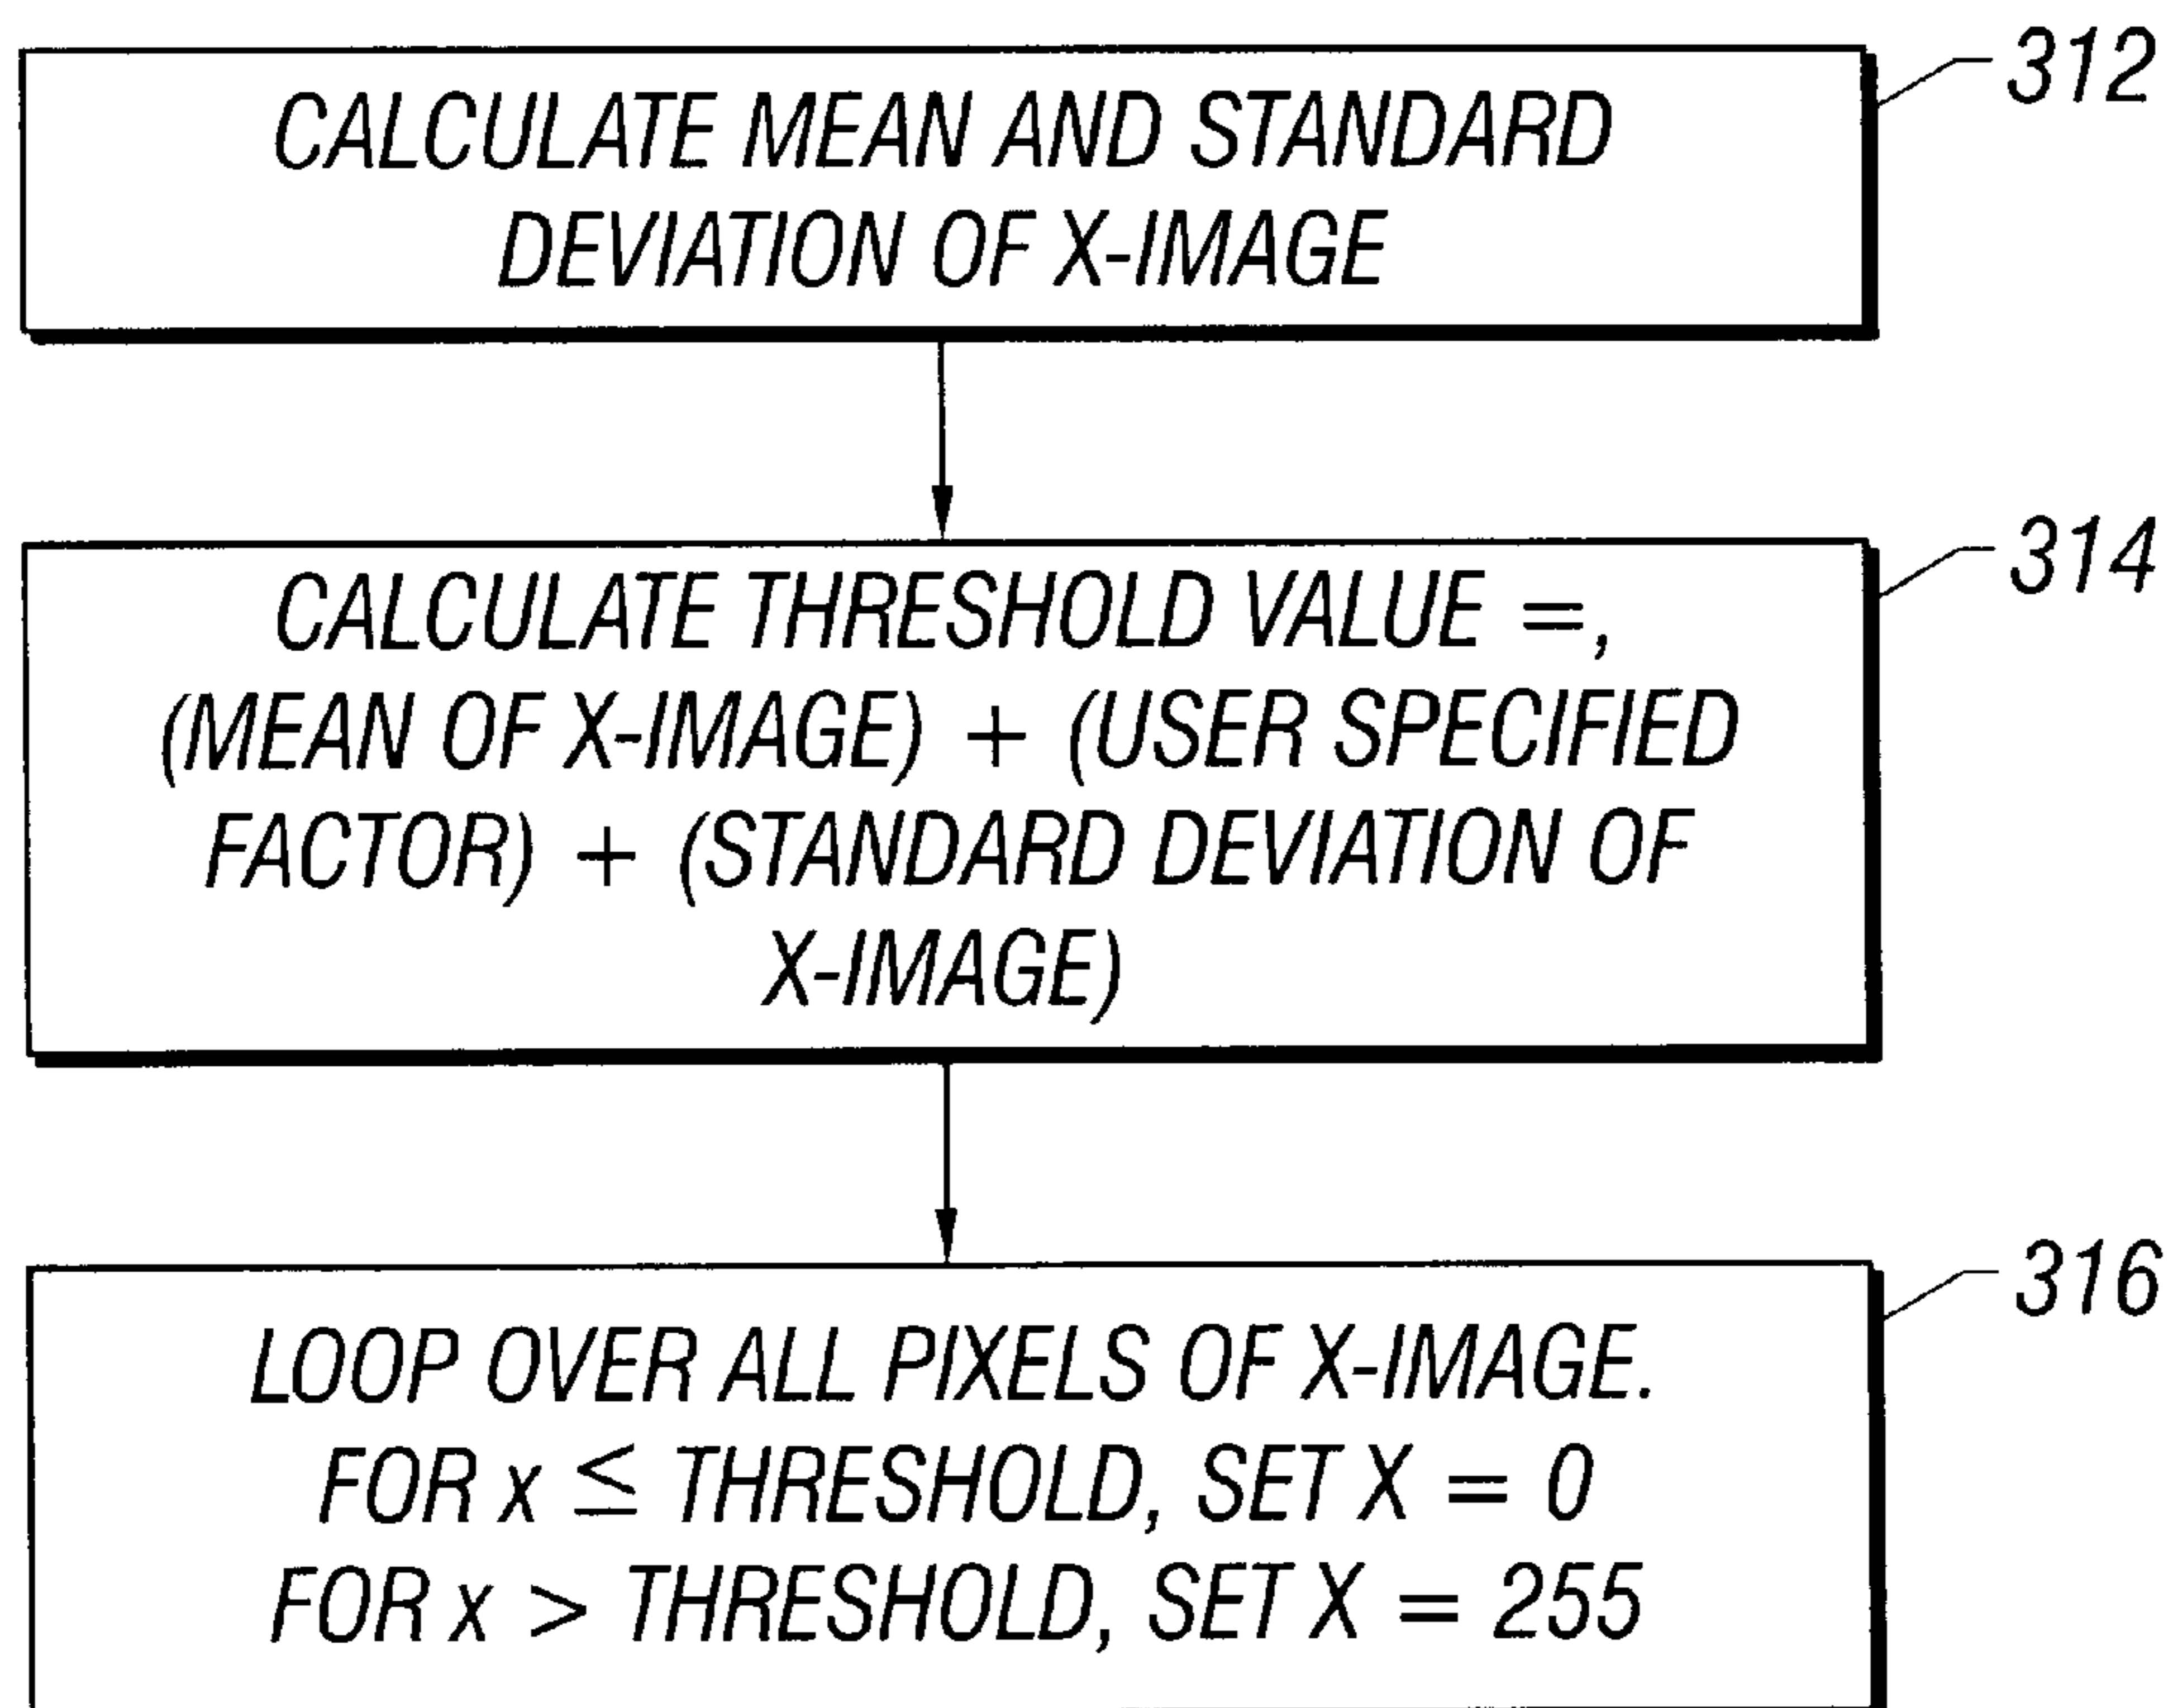 312
CALCULATE MEAN AND STANDARD
DEVIATION OF X-IMAGE
314
CALCULATE THRESHOLD VALUE =,
(MEAN OF X-IMAGE) + (USER SPECIFIED
FACTOR) + (STANDARD DEVIATION OF
X-IMAGE)
316
LOOP OVER ALL PIXELS OF X-IMAGE.
FOR x ≤ THRESHOLD, SET X = 0
FOR x > THRESHOLD, SET X = 255